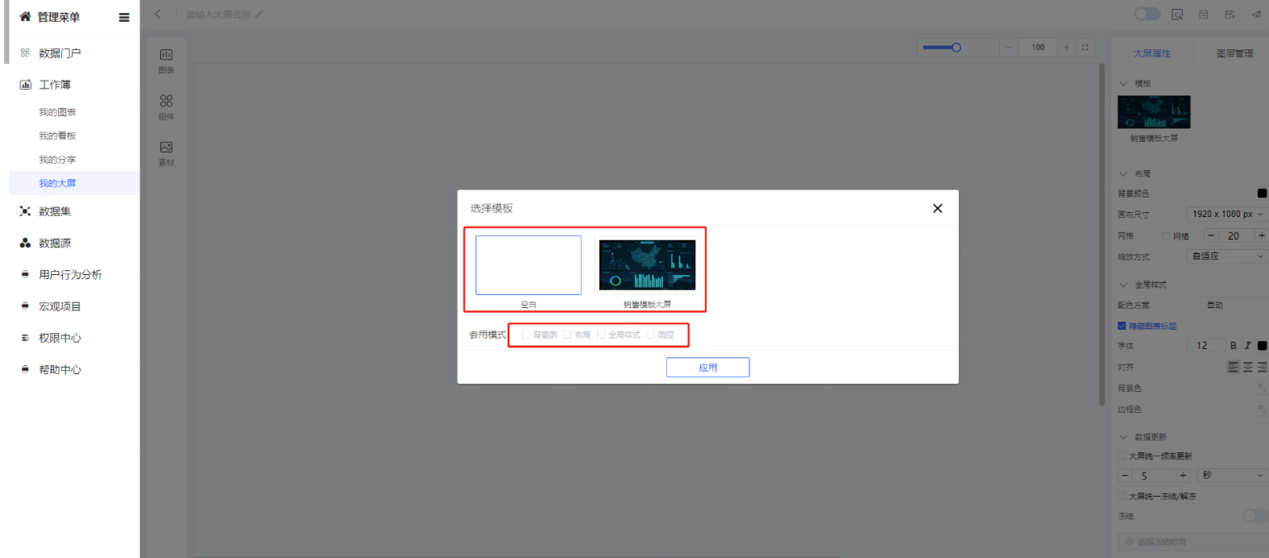 管理菜单
数据门户
工作簿
我的图表
我的看板
我的分享
我的大屏
数据集
数据源
用户行为分析
宏观项目
权限中心
帮助中心
请输入大屏名称
图表
组件
素材
100
选择模板
空白
销售模板大屏
套用模式
背景图 布局 全局样式 图层
应用
大屏属性 图层管理
模板
销售模板大屏
布局
背景颜色
画布尺寸 1920 x 1080 px
网格 网格 20
缩放方式 自适应
全局样式
配色方案 自动
隐藏图表标题
字体 12 B I
对齐
背景色
边框色
数据更新
大屏统一频率更新
5 秒
大屏统一冻结/解冻
冻结
选择冻结时间